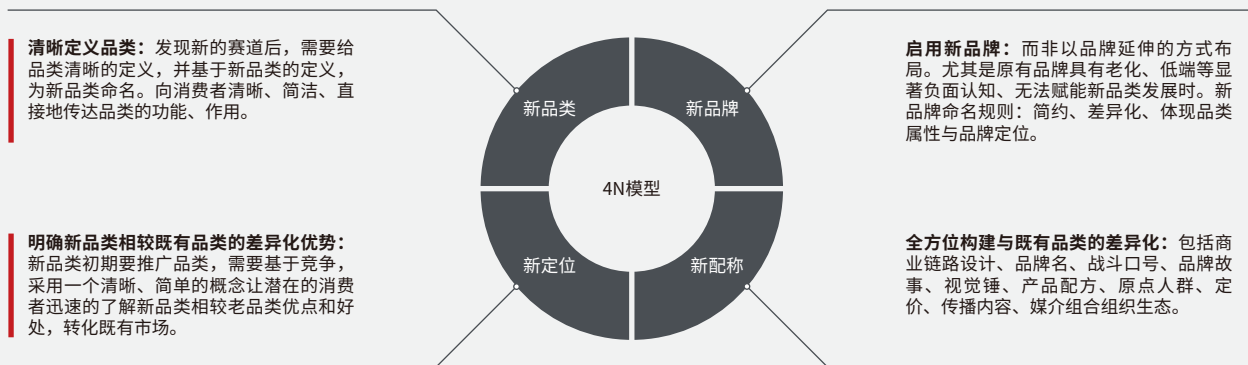 清晰定义品类：发现新的赛道后，需要给
品类清晰的定义，并基于新品类的定义，
为新品类命名。向消费者清晰、简洁、直
接地传达品类的功能、作用。
新品类
新品牌
启用新品牌：而非以品牌延伸的方式布
局。尤其是原有品牌具有老化、低端等显
著负面认知、无法赋能新品类发展时。新
品牌命名规则：简约、差异化、体现品类
属性与品牌定位。
4N模型
明确新品类相较既有品类的差异化优势：
新品类初期要推广品类，需要基于竞争，
采用一个清晰、简单的概念让潜在的消费
者迅速的了解新品类相较老品类优点和好
处，转化既有市场。
新定位
新配称
全方位构建与既有品类的差异化：包括商
业链路设计、品牌名、战斗口号、品牌故
事、视觉锤、产品配方、原点人群、定
价、传播内容、媒介组合组织生态。